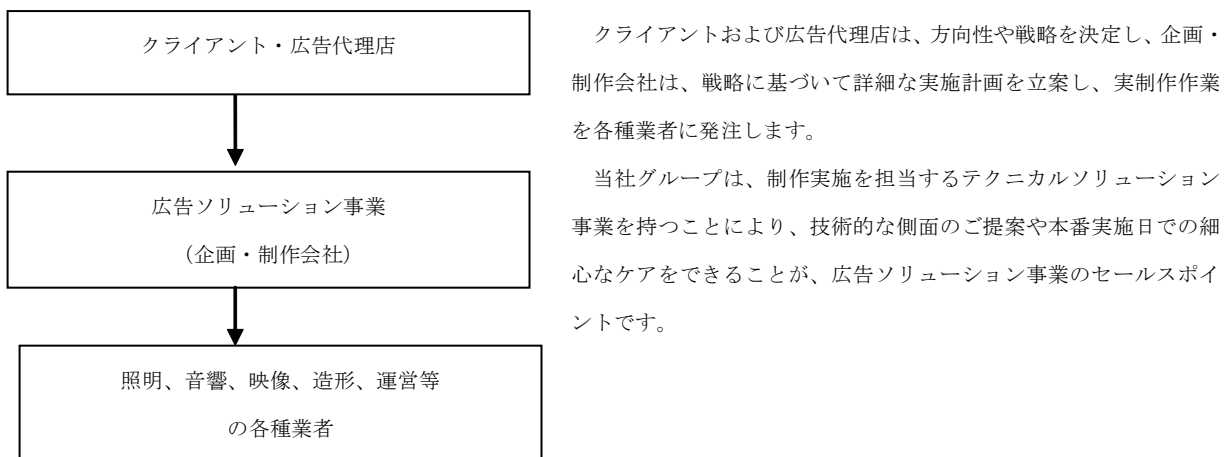 クライアント・広告代理店
広告ソリューション事業
（企画・制作会社）
照明、音響、映像、造形、運営等
の各種業者
クライアントおよび広告代理店は、方向性や戦略を決定し、企画・
制作会社は、戦略に基づいて詳細な実施計画を立案し、実制作作業
を各種業者に発注します。
当社グループは、制作実施を担当するテクニカルソリューション
事業を持つことにより、技術的な側面のご提案や本番実施日での細
心なケアをできることが、広告ソリューション事業のセールスポイ
ントです。